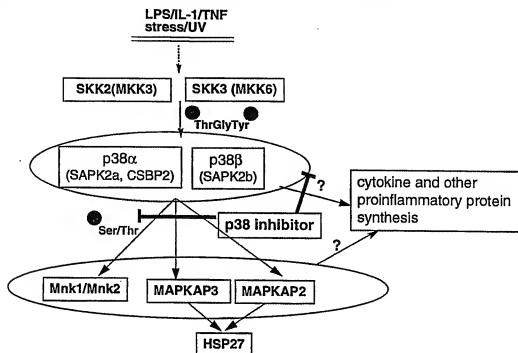 LPS/IL-1/TNF
stress/UV
SKK2(MKK3)
SKK3 (MKK6)
ThrGlyTyr
p38α
(SAPK2a, CSBP2)
p38β
(SAPK2b)
?
cytokine and other
proinflammatory protein
synthesis
Ser/Thr
p38 inhibitor
?
Mnk1/Mnk2
MAPKAP3
MAPKAP2
HSP27